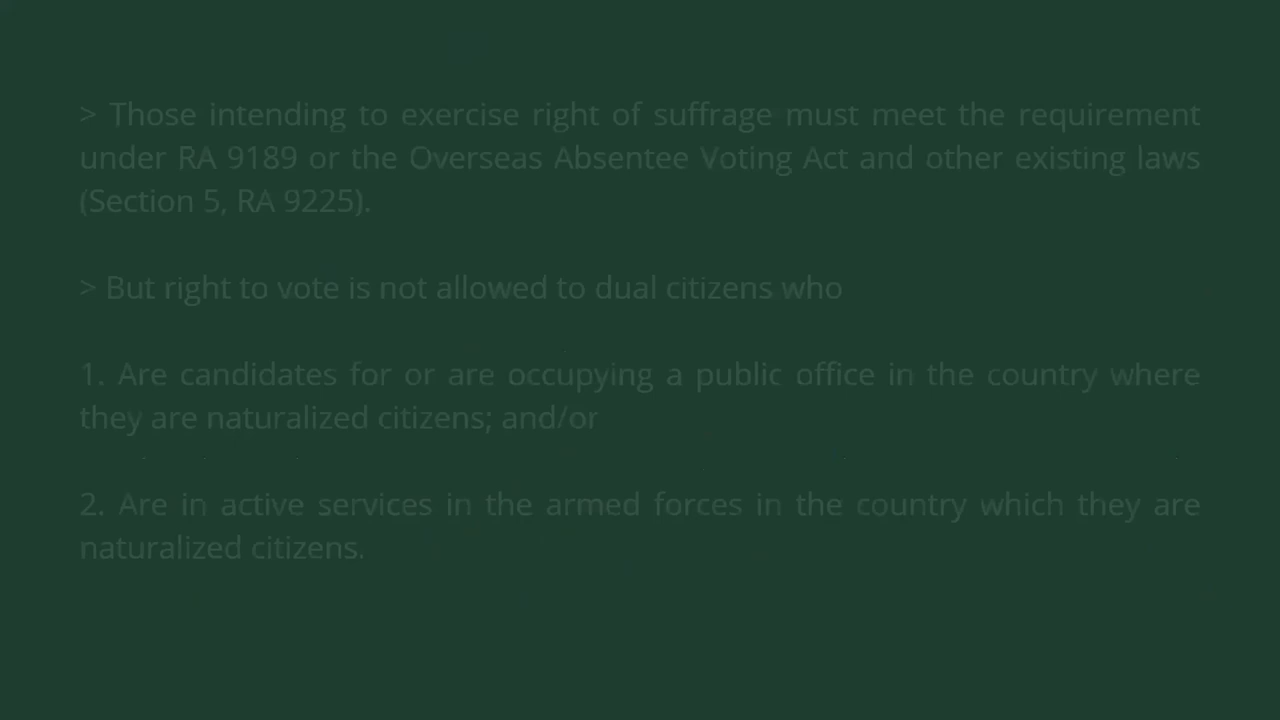 > Those intending to exercise right of suffrage must meet the requirement
under RA 9189 or the Overseas Absentee Voting Act and other existing laws
(Section 5, RA 9225).
> But right to vote is not allowed to dual citizens who
1. Are candidates for or are occupying a public office in the country where
they are naturalized citizens; and/or
2. Are in active services in the armed forces in the country which they are
naturalized citizens.